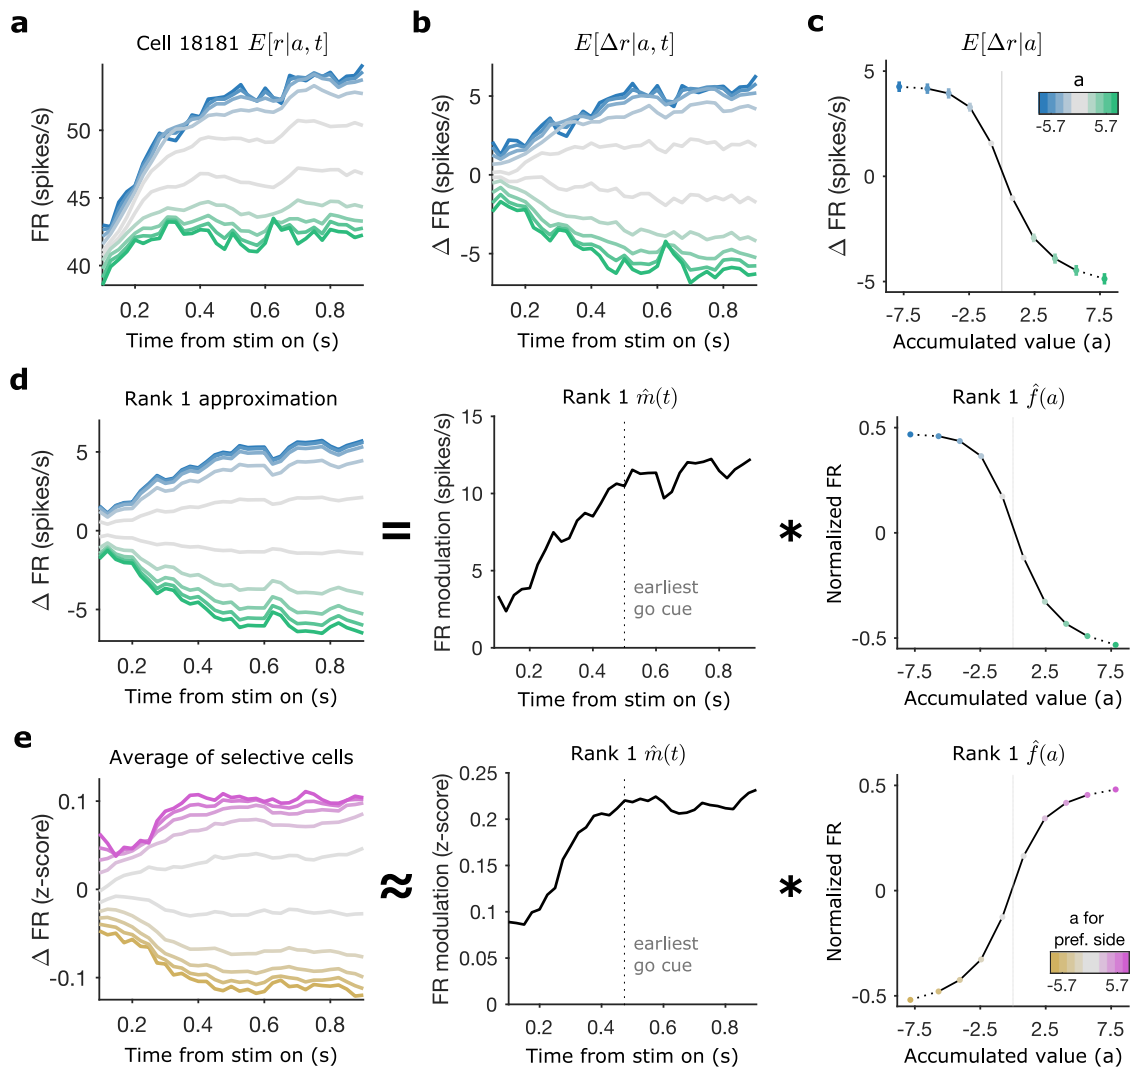 a
Cell 18181 E[r|a, t]
FR (spikes/s)
50
45
40
0.2
0.4
0.6
0.8
Time from stim on (s)
b
E[Δr|a, t]
Δ FR (spikes/s)
5
0
-5
0.2
0.4
0.6
0.8
Time from stim on (s)
c
E[Δr|a]
a
-5.7
5.7
Δ FR (spikes/s)
5
0
-5
-7.5
-2.5
2.5
7.5
Accumulated value (a)
d
Rank 1 approximation
Δ FR (spikes/s)
5
0
-5
0.2
0.4
0.6
0.8
Time from stim on (s)
=
Rank 1 m̂(t)
FR modulation (spikes/s)
15
10
5
0
earliest
go cue
0.2
0.4
0.6
0.8
Time from stim on (s)
*
Rank 1 f̂(a)
Normalized FR
0.5
0
-0.5
-7.5
-2.5
2.5
7.5
Accumulated value (a)
e
Average of selective cells
Δ FR (z-score)
0.1
0
-0.1
0.2
0.4
0.6
0.8
Time from stim on (s)
≈
Rank 1 m̂(t)
FR modulation (z-score)
0.25
0.2
0.15
0.1
0.05
0
earliest
go cue
0.2
0.4
0.6
0.8
Time from stim on (s)
*
Rank 1 f̂(a)
Normalized FR
0.5
0
-0.5
a for
pref. side
-5.7
5.7
-7.5
-2.5
2.5
7.5
Accumulated value (a)